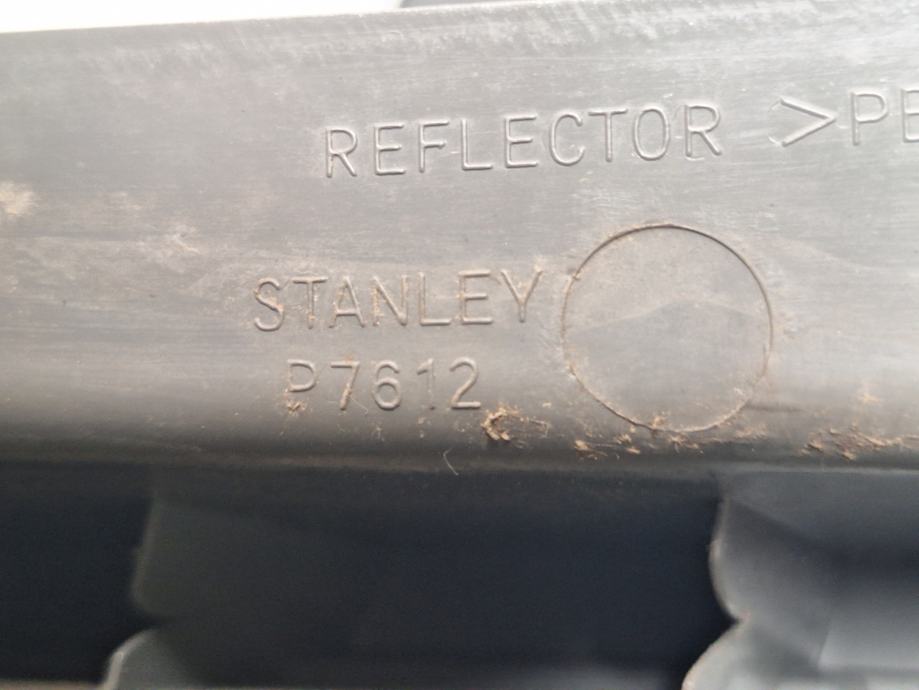 REFLECTOR >PE
STANLEY
P7612